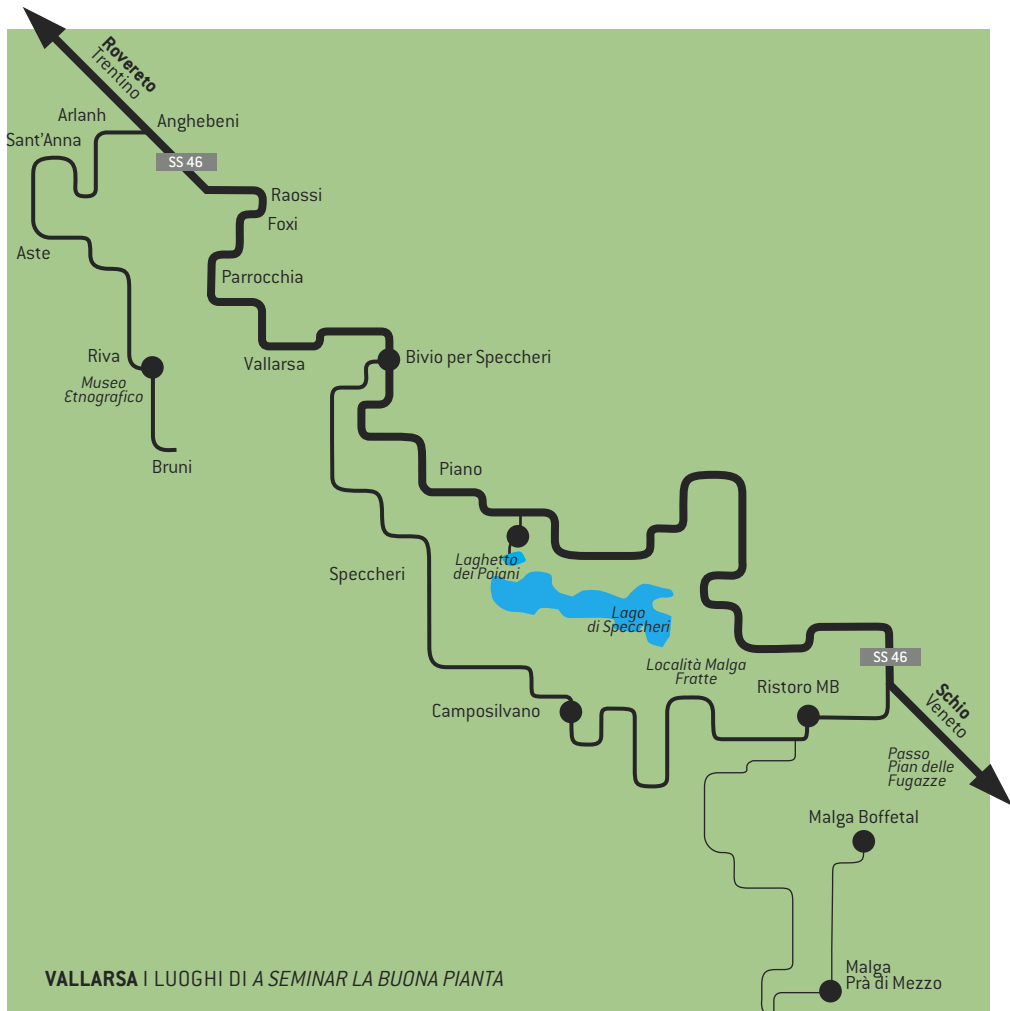 Rovereto
Trentino
Arlanh
Anghebeni
Sant'Anna
SS 46
Raossi
Foxi
Aste
Parrocchia
Riva
Museo
Etnografico
Vallarsa
Bivio per Speccheri
Bruni
Piano
Laghetto
dei Poiani
Speccheri
Lago
di Speccheri
SS 46
Località Malga
Fratte
Ristoro MB
Schio
Veneto
Camposilvano
Passo
Pian delle
Fugazze
Malga Boffetal
Malga
Prà di Mezzo
VALLARSA I LUOGHI DI A SEMINAR LA BUONA PIANTA